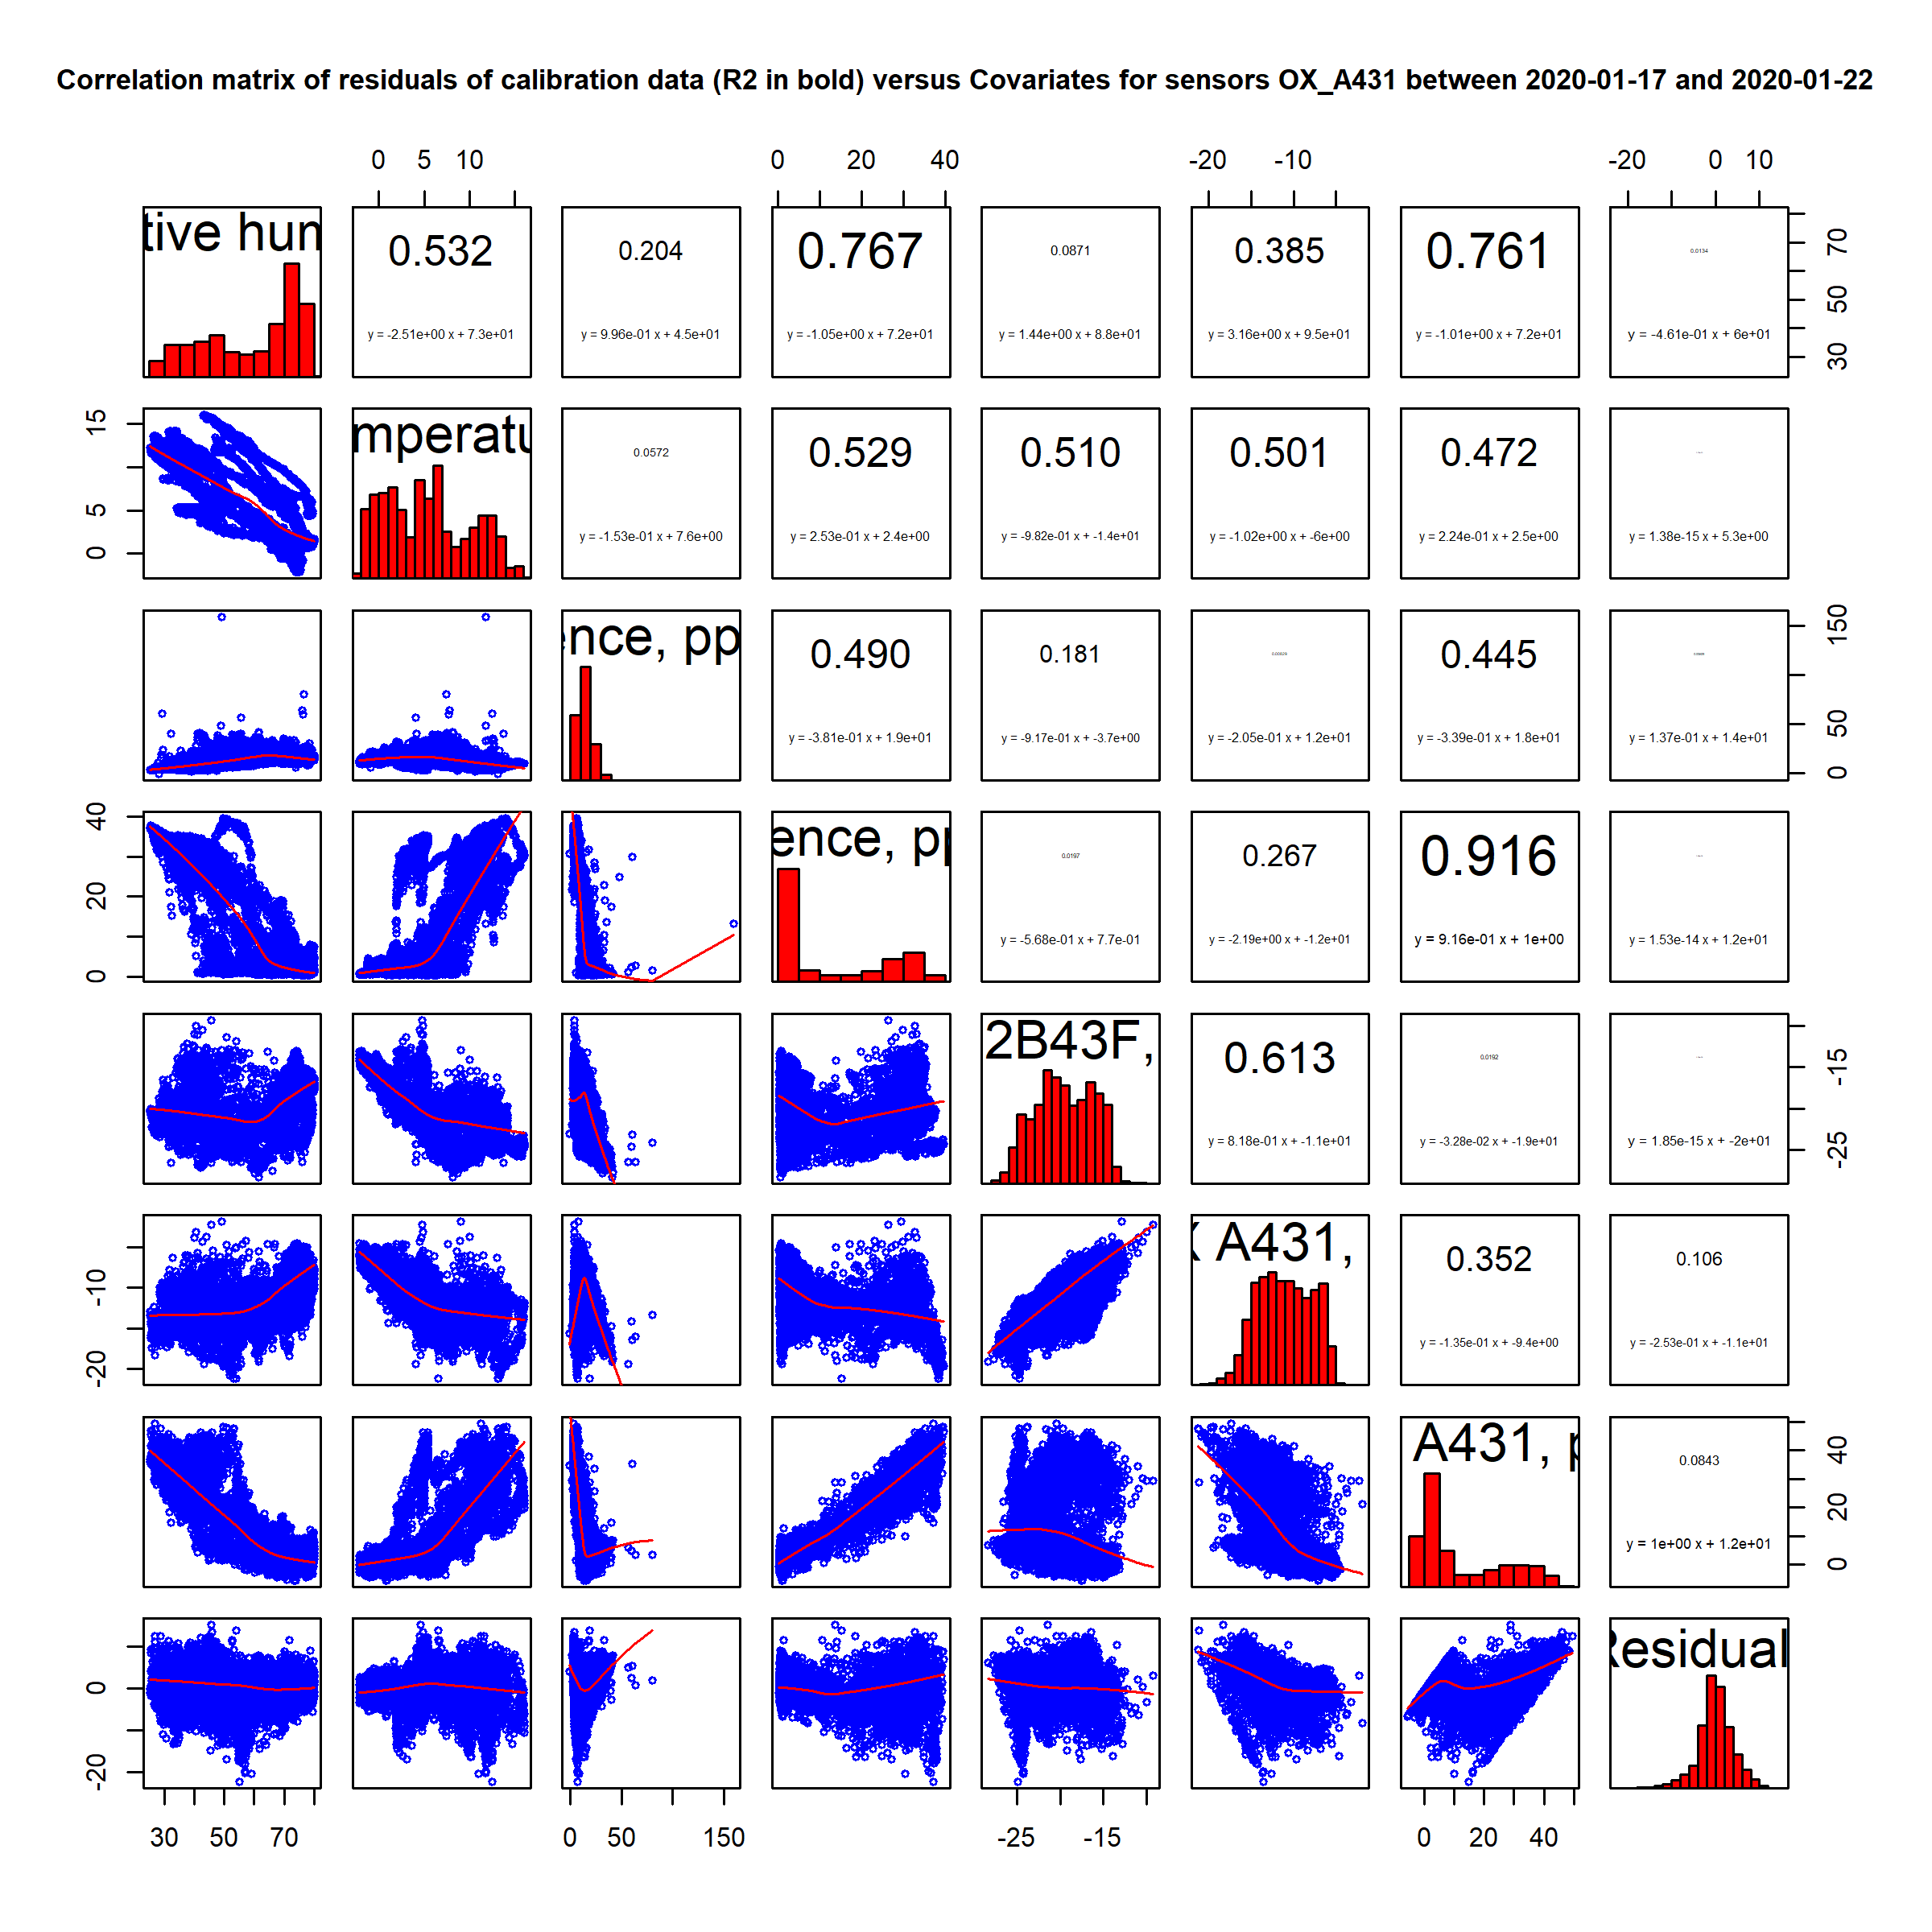 Correlation matrix of residuals of calibration data (R2 in bold) versus Covariates for sensors OX_A431 between 2020-01-17 and 2020-01-22
0 5 10 0 20 40 -20 -10 -20 0 10
tive hun 0.532 0.204 0.767 0.0871 0.385 0.761 0.0134
y = -2.51e+00 x + 7.3e+01 y = 9.96e-01 x + 4.5e+01 y = -1.05e+00 x + 7.2e+01 y = 1.44e+00 x + 8.8e+01 y = 3.16e+00 x + 9.5e+01 y = -1.01e+00 x + 7.2e+01 y = -4.61e-01 x + 6e+01
30 50 70
mperatu 0.0572 0.529 0.510 0.501 0.472
y = -1.53e-01 x + 7.6e+00 y = 2.53e-01 x + 2.4e+00 y = -9.82e-01 x + -1.4e+01 y = -1.02e+00 x + -6e+00 y = 2.24e-01 x + 2.5e+00 y = 1.38e-15 x + 5.3e+00
0 5 15
ence, pp 0.490 0.181 0.445
y = -3.81e-01 x + 1.9e+01 y = -9.17e-01 x + -3.7e+00 y = -2.05e-01 x + 1.2e+01 y = -3.39e-01 x + 1.8e+01 y = 1.37e-01 x + 1.4e+01
0 50 150
ence, pp 0.0197 0.267 0.916
y = -5.68e-01 x + 7.7e-01 y = -2.19e+00 x + -1.2e+01 y = 9.16e-01 x + 1e+00 y = 1.53e-14 x + 1.2e+01
0 20 40
2B43F, 0.613 0.0192
y = 8.18e-01 x + -1.1e+01 y = -3.28e-02 x + -1.9e+01 y = 1.85e-15 x + -2e+01
-25 -15
X A431, 0.352 0.106
y = -1.35e-01 x + -9.4e+00 y = -2.53e-01 x + -1.1e+01
-20 -10
A431, p 0.0843
y = 1e+00 x + 1.2e+01
0 20 40
Residual
-20 0
30 50 70 0 50 150 -25 -15 0 20 40